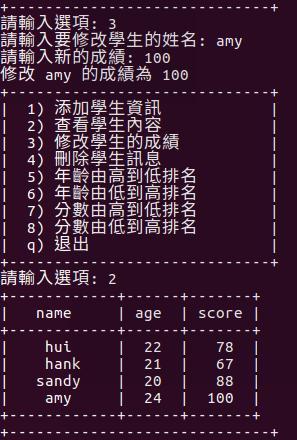 +---------------------------+
請輸入選項: 3
請輸入要修改學生的姓名: amy
請輸入新的成績: 100
修改 amy 的成績為 100
+---------------------------+
|  1) 添加學生資訊          |
|  2) 查看學生內容          |
|  3) 修改學生的成績        |
|  4) 刪除學生訊息          |
|  5) 年齡由高到低排名      |
|  6) 年齡由低到高排名      |
|  7) 分數由高到低排名      |
|  8) 分數由低到高排名      |
|  q) 退出                  |
+---------------------------+
請輸入選項: 2
+------------+------+-------+
|   name     | age  | score |
+------------+------+-------+
|    hui     |  22  |   78  |
|    hank    |  21  |   67  |
|   sandy    |  20  |   88  |
|    amy     |  24  |  100  |
+------------+------+-------+
+---------------------------+